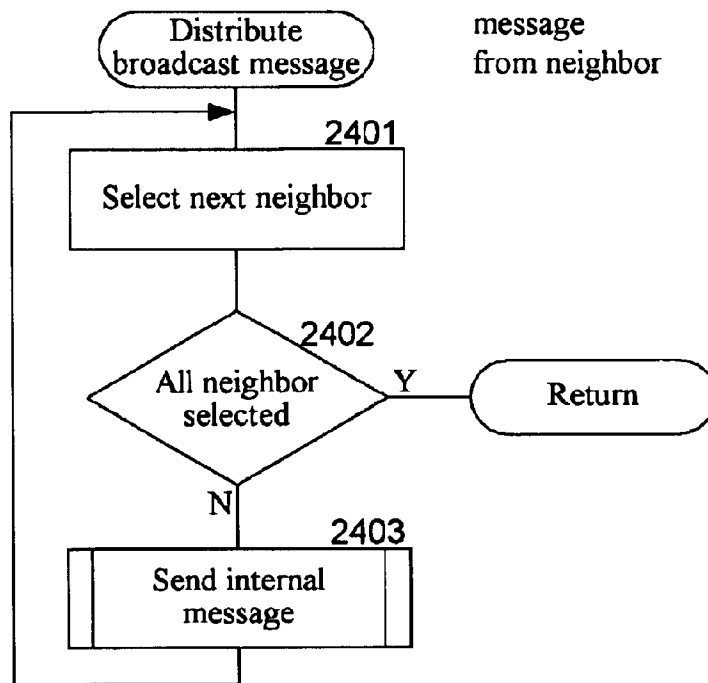 Distribute
broadcast message
message
from neighbor
2401
Select next neighbor
2402
All neighbor
selected
Y
Return
N
2403
Send internal
message